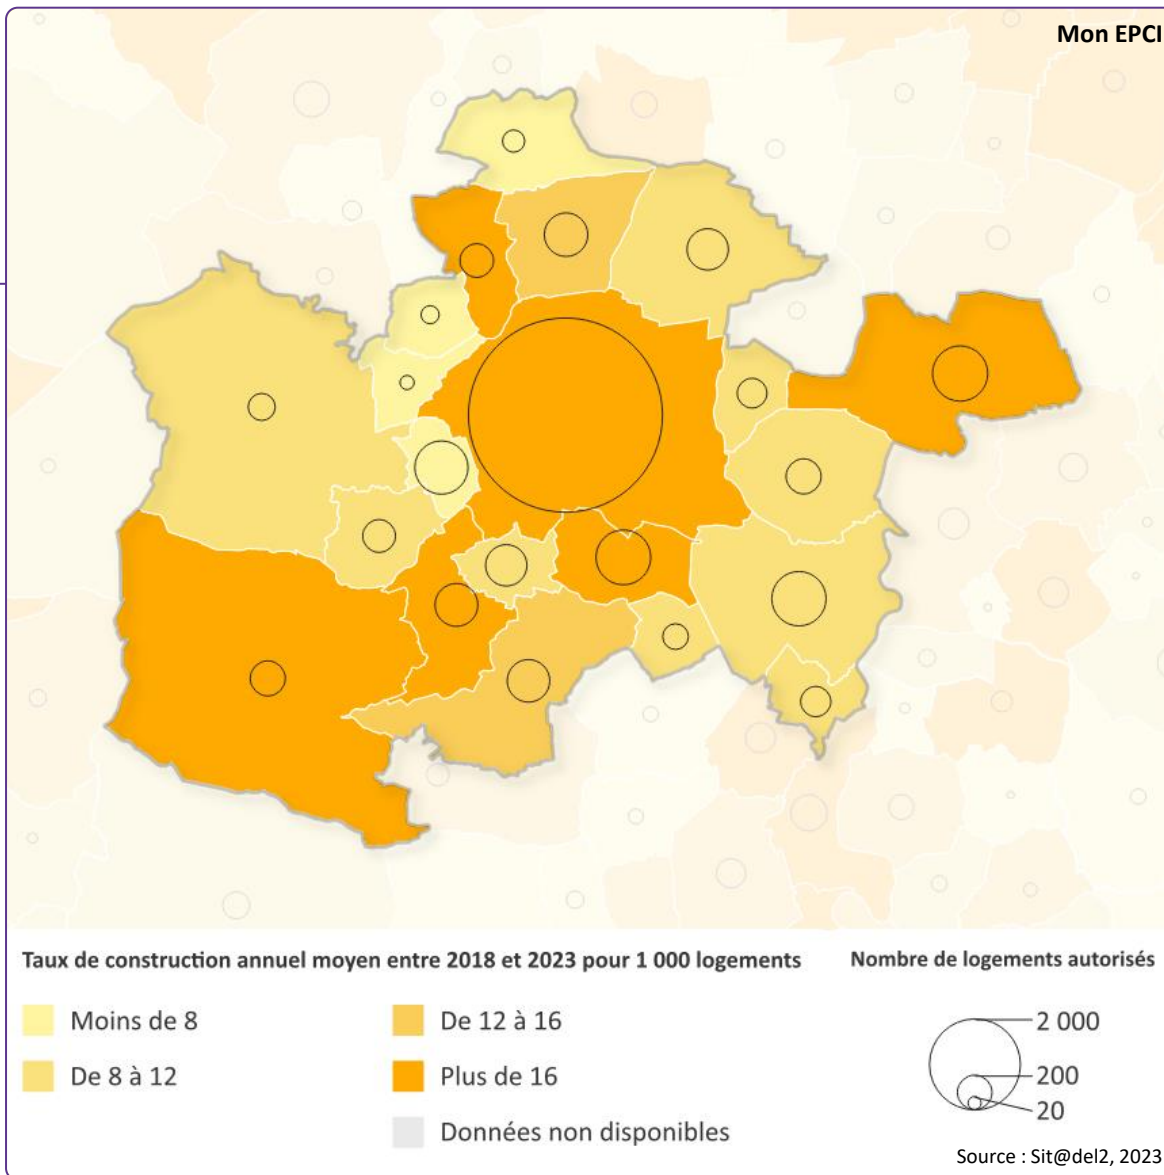 Mon EPCI
Taux de construction annuel moyen entre 2018 et 2023 pour 1 000 logements
Nombre de logements autorisés
Moins de 8
De 12 à 16
2 000
De 8 à 12
Plus de 16
200
20
Données non disponibles
Source : Sit@del2, 2023